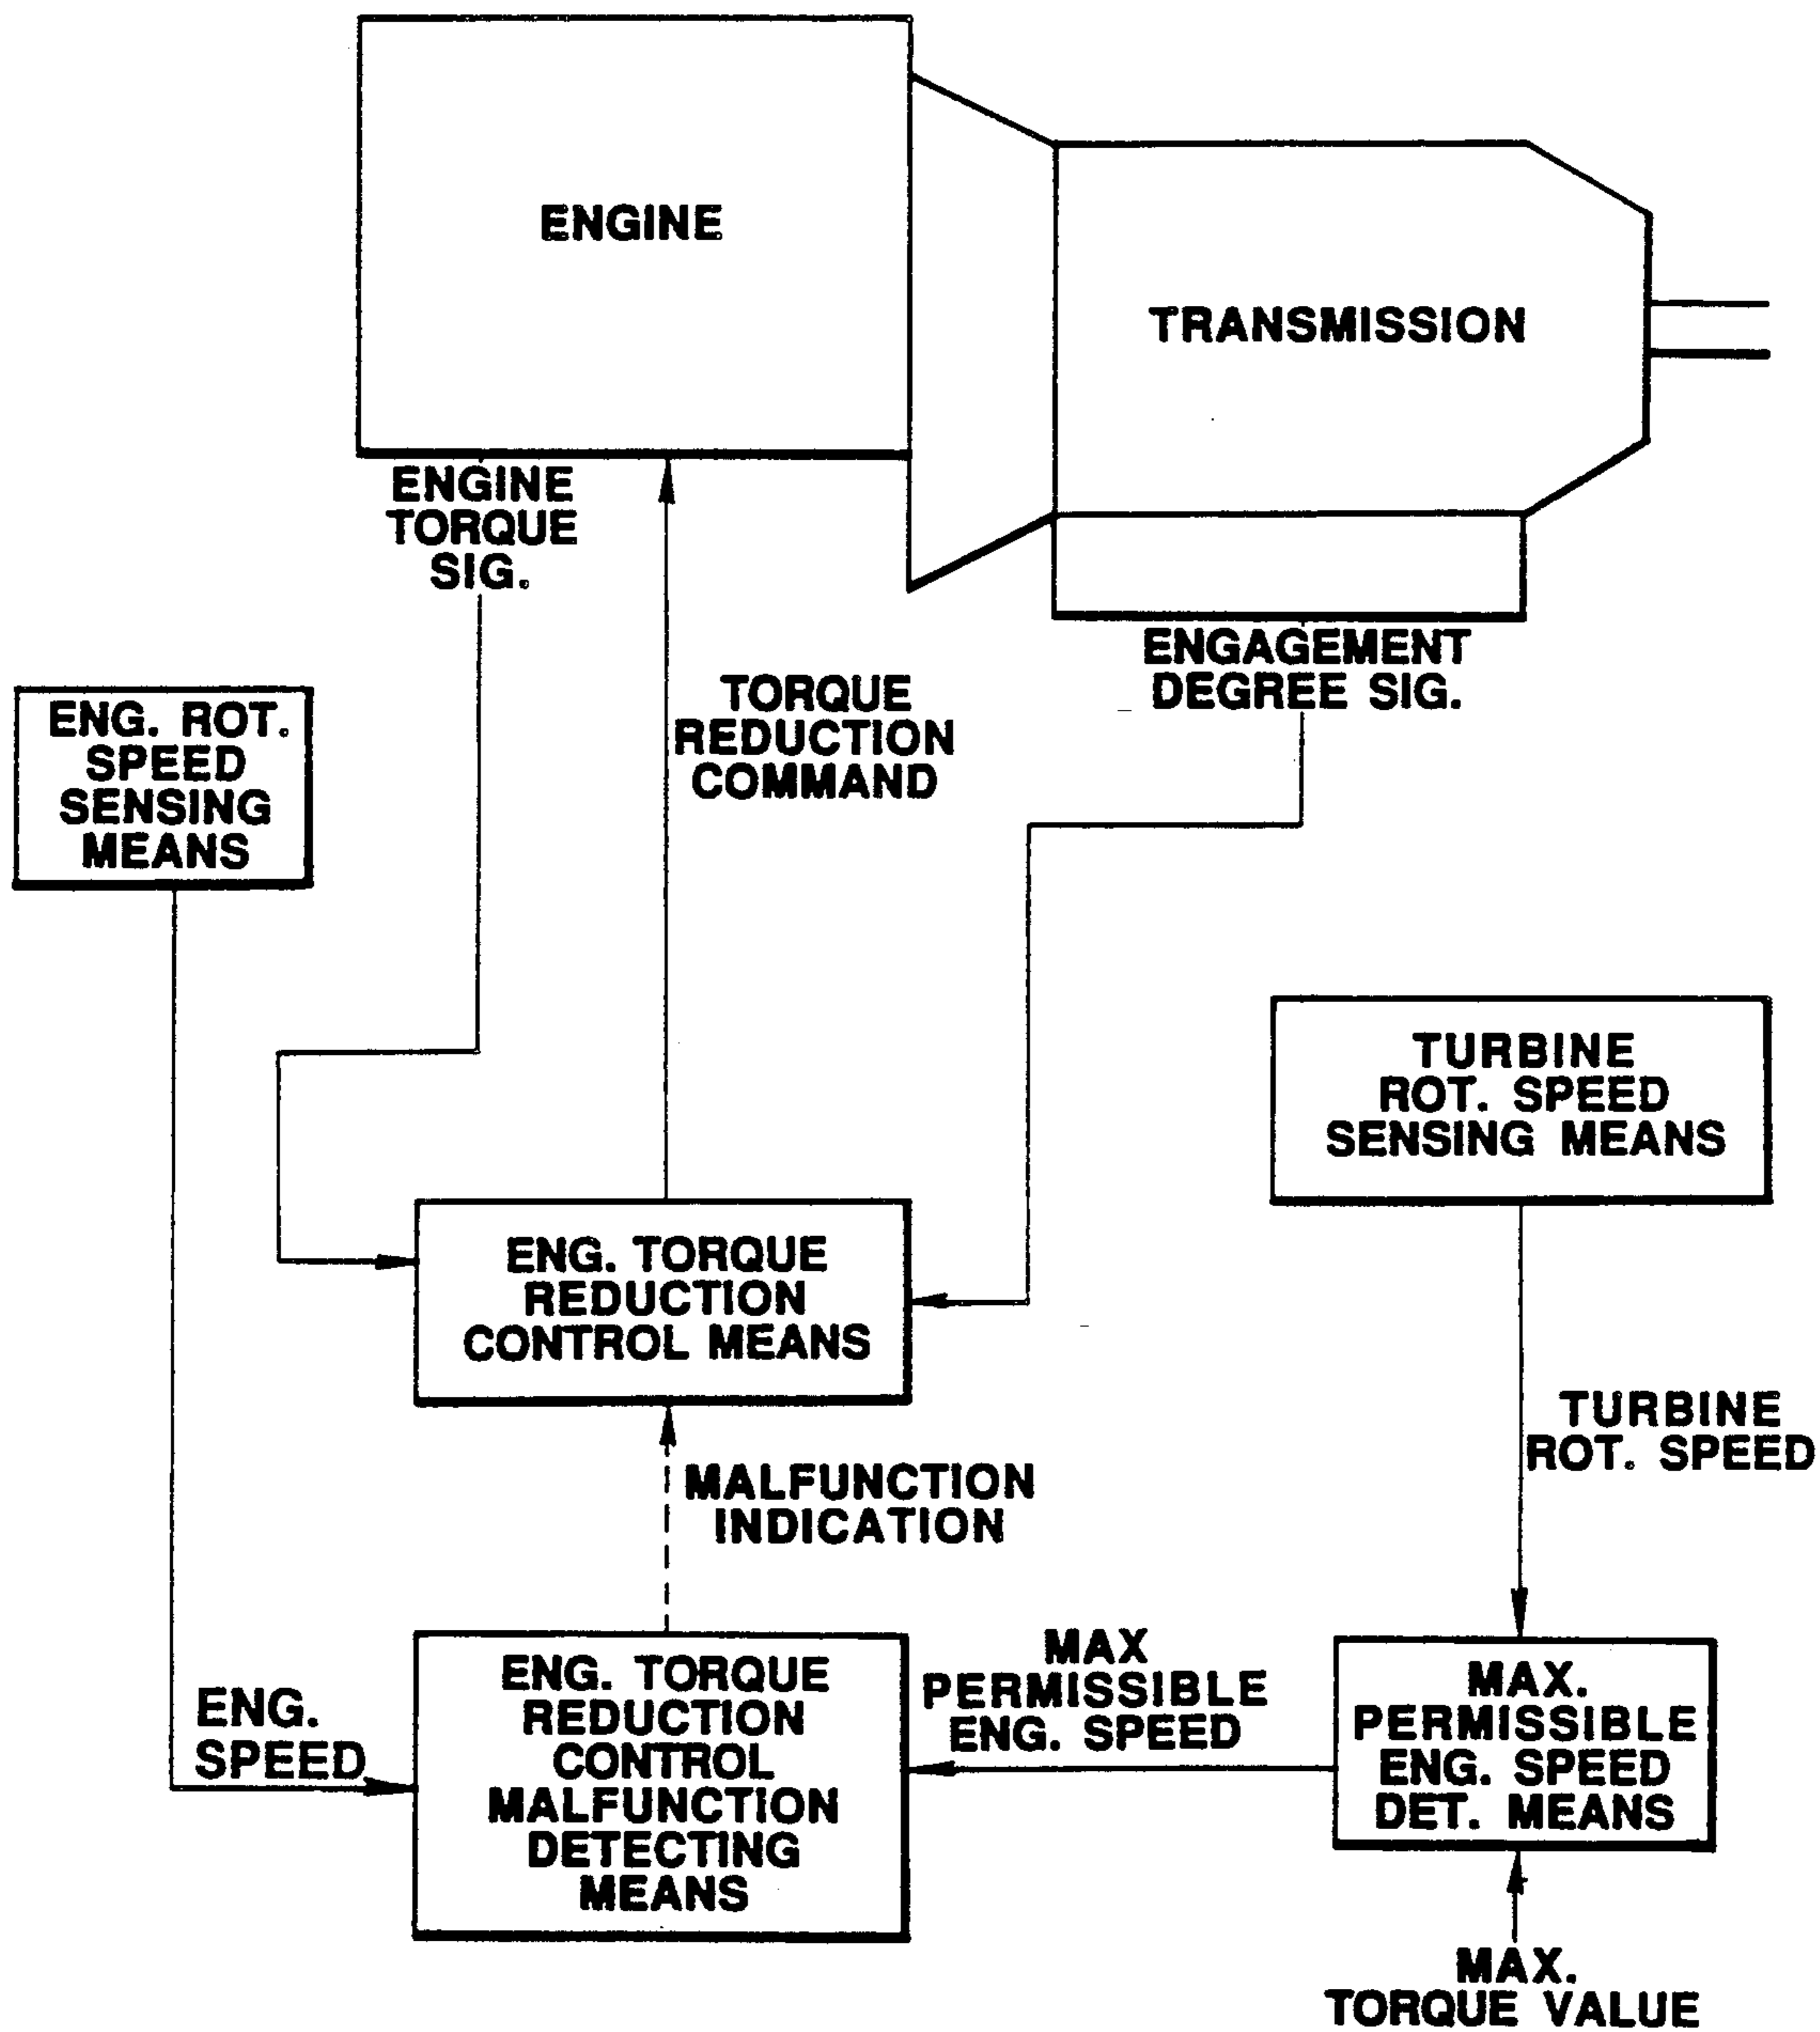 ENGINE
TRANSMISSION
ENGINE
TORQUE
SIG.
ENGAGEMENT
DEGREE SIG.
TORQUE
REDUCTION
COMMAND
ENG. ROT.
SPEED
SENSING
MEANS
TURBINE
ROT. SPEED
SENSING MEANS
ENG. TORQUE
REDUCTION
CONTROL MEANS
TURBINE
ROT. SPEED
MALFUNCTION
INDICATION
ENG.
SPEED
ENG. TORQUE
REDUCTION
CONTROL
MALFUNCTION
DETECTING
MEANS
MAX
PERMISSIBLE
ENG. SPEED
MAX.
PERMISSIBLE
ENG. SPEED
DET. MEANS
MAX.
TORQUE VALUE